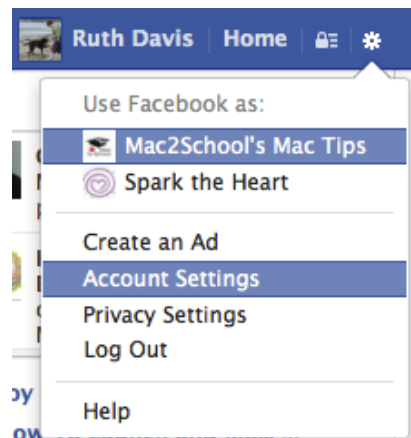 Ruth Davis Home
Use Facebook as:
Mac2School's Mac Tips
Spark the Heart
Create an Ad
Account Settings
Privacy Settings
Log Out
Help